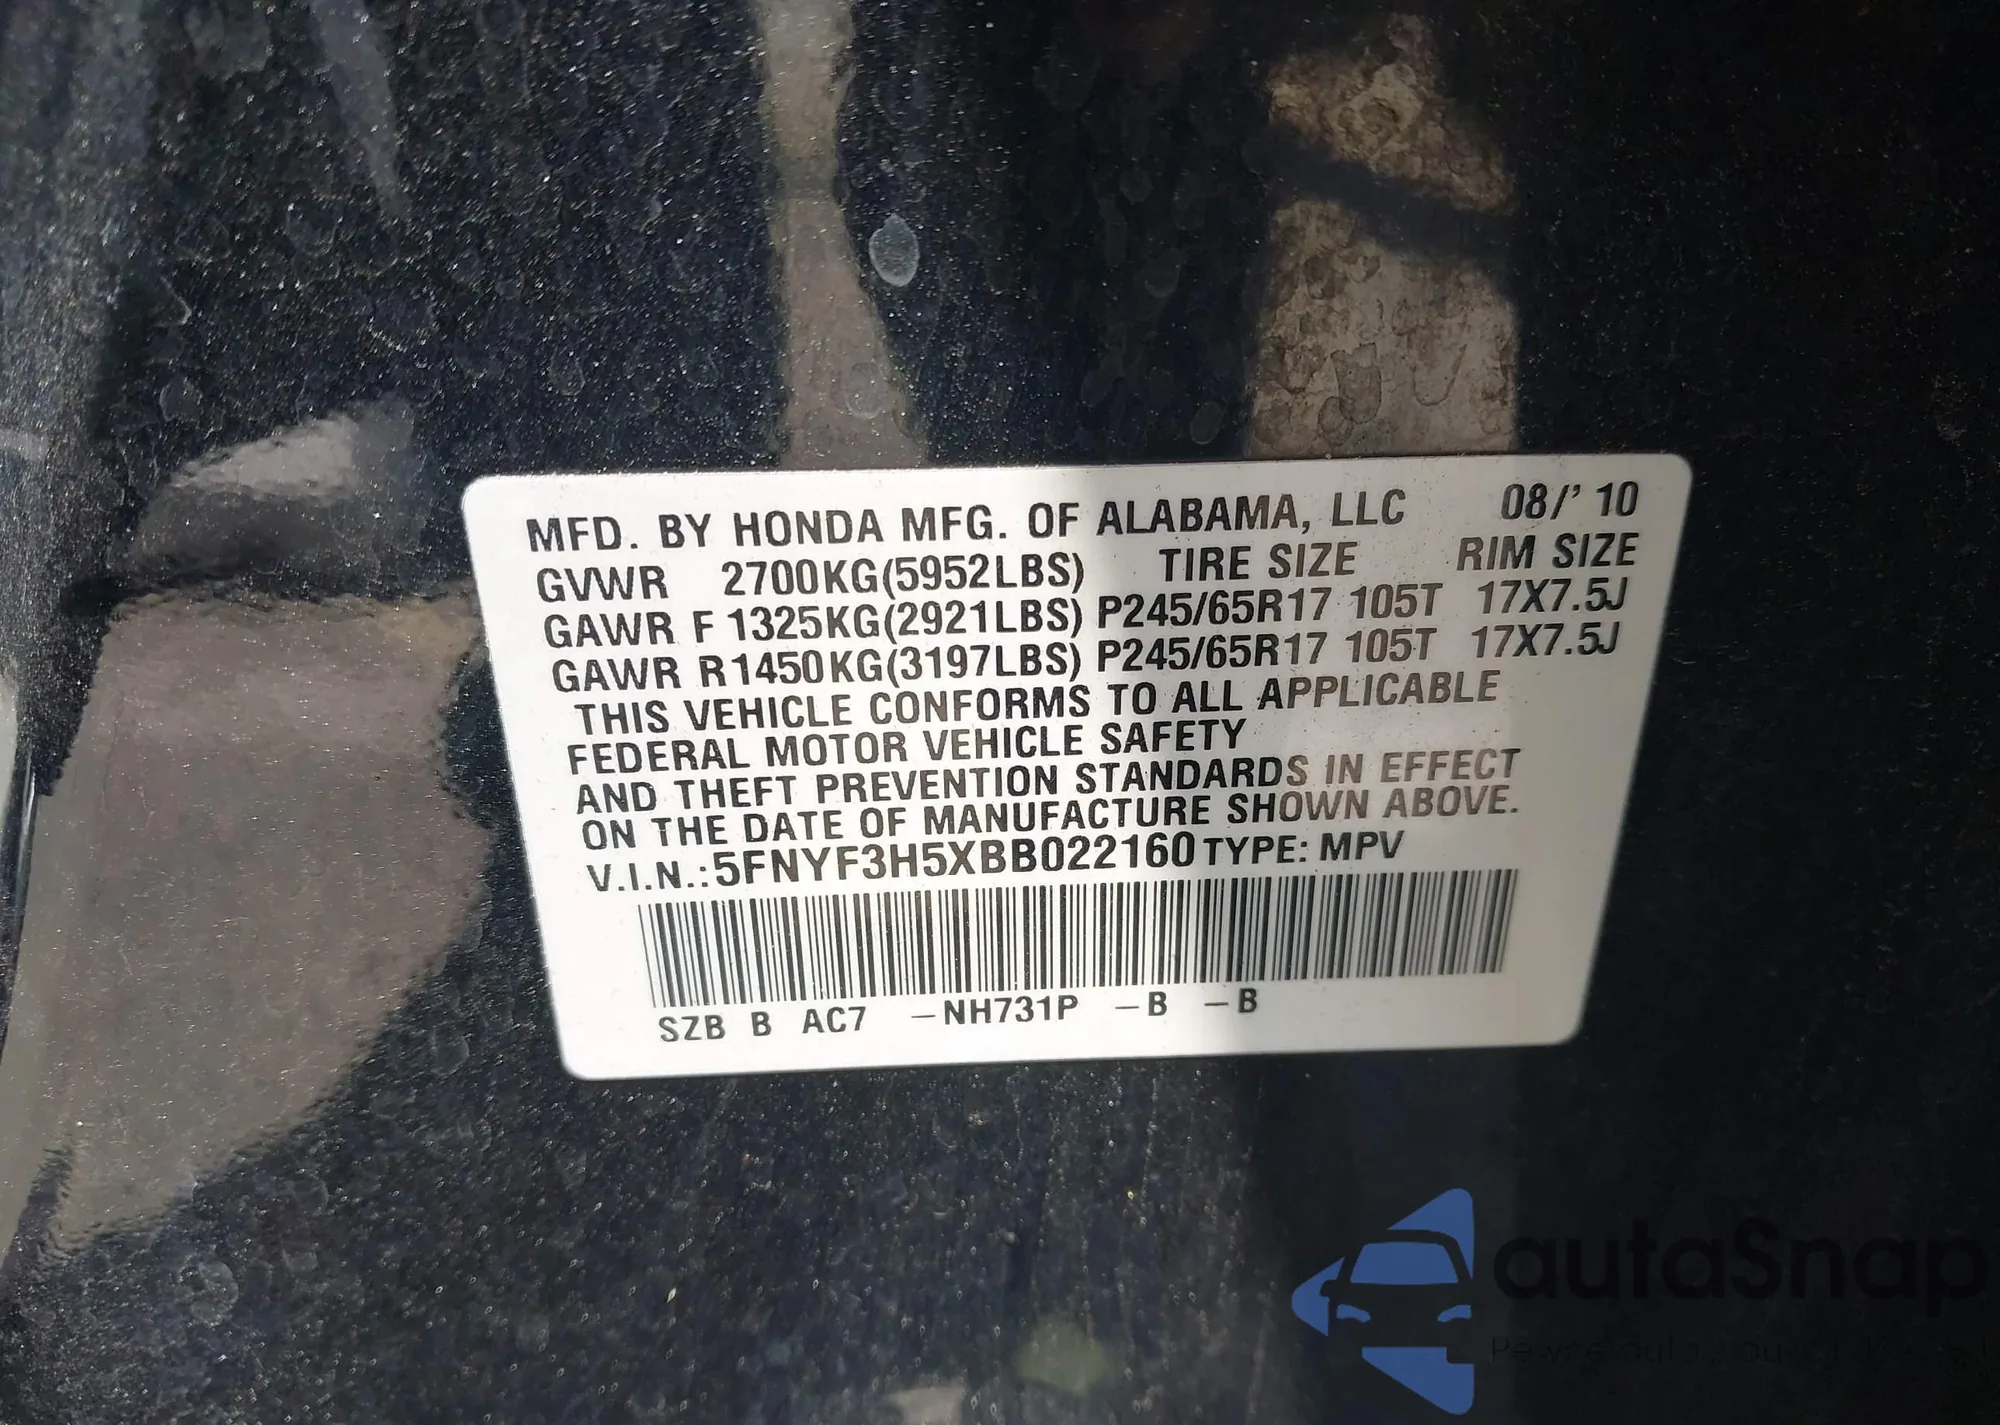 MFD. BY HONDA MFG. OF ALABAMA, LLC 08/' 10
GVWR 2700KG(5952LBS) TIRE SIZE RIM SIZE
GAWR F 1325KG(2921LBS) P245/65R17 105T 17X7.5J
GAWR R1450KG(3197LBS) P245/65R17 105T 17X7.5J
THIS VEHICLE CONFORMS TO ALL APPLICABLE
FEDERAL MOTOR VEHICLE SAFETY
AND THEFT PREVENTION STANDARDS IN EFFECT
ON THE DATE OF MANUFACTURE SHOWN ABOVE.
V.I.N.:5FNYF3H5XBB022160 TYPE: MPV
SZB B AC7 –NH731P –B –B
autoSnap
Pewne auto